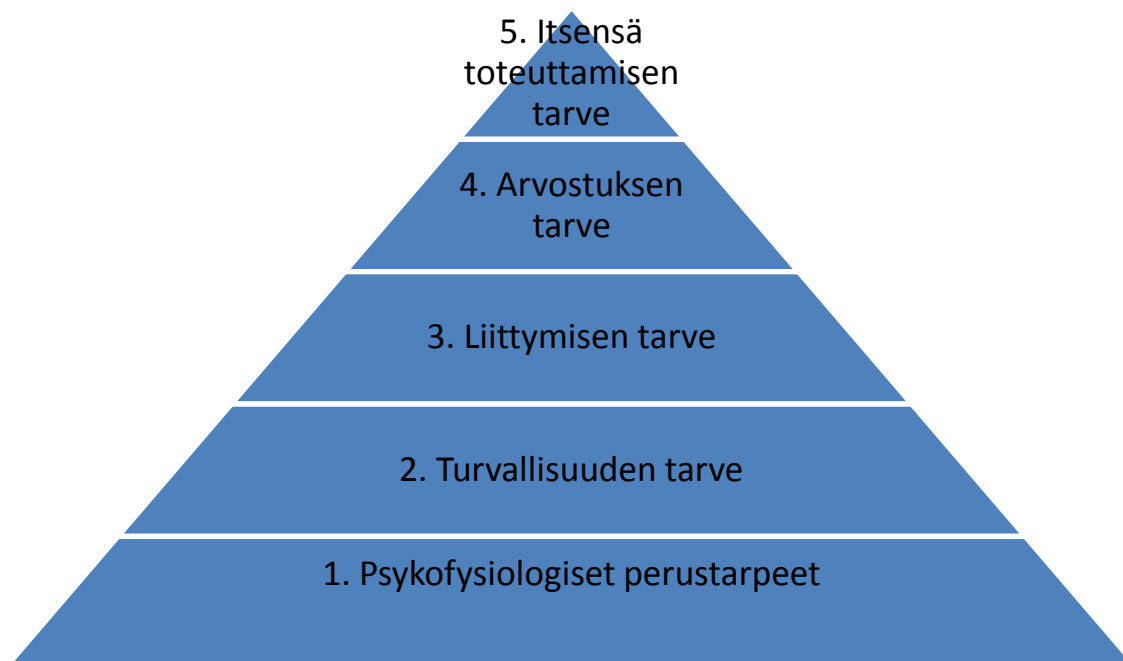 5. Itsensä
toteuttamisen
tarve
4. Arvostuksen
tarve
3. Liittymisen tarve
2. Turvallisuuden tarve
1. Psykofysiologiset perustarpeet